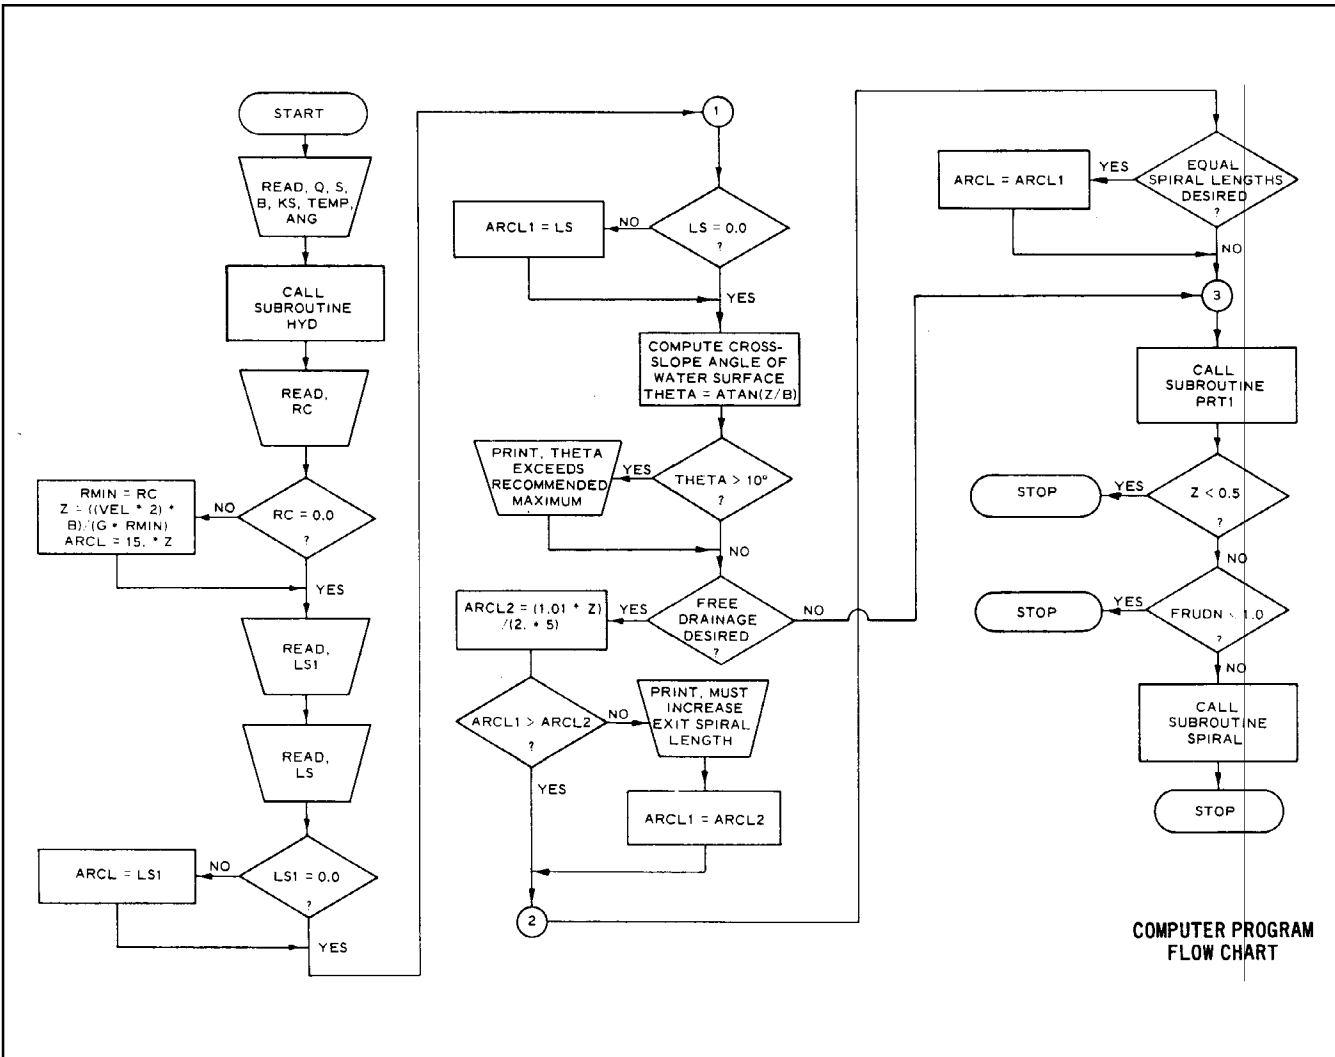 START
READ, Q, S,
B, KS, TEMP,
ANG
CALL
SUBROUTINE
HYD
READ,
RC
RMIN = RC
Z = ((VEL * 2) *
B)/(G * RMIN)
ARCL = 15. * Z
NO
RC = 0.0
?
YES
READ,
LS1
READ,
LS
ARCL = LS1
NO
LS1 = 0.0
?
YES
1
ARCL1 = LS
NO
LS = 0.0
?
YES
COMPUTE CROSS-
SLOPE ANGLE OF
WATER SURFACE
THETA = ATAN(Z/B)
PRINT, THETA
EXCEEDS
RECOMMENDED
MAXIMUM
YES
THETA > 10°
?
NO
ARCL2 = (1.01 * Z)
/(2. * 5)
YES
FREE
DRAINAGE
DESIRED
?
NO
ARCL1 > ARCL2
?
NO
PRINT, MUST
INCREASE
EXIT SPIRAL
LENGTH
YES
ARCL1 = ARCL2
2
ARCL = ARCL1
YES
EQUAL
SPIRAL LENGTHS
DESIRED
?
NO
3
CALL
SUBROUTINE
PRT1
STOP
YES
Z < 0.5
?
NO
STOP
YES
FRUDN < 1.0
?
NO
CALL
SUBROUTINE
SPIRAL
STOP
COMPUTER PROGRAM
FLOW CHART